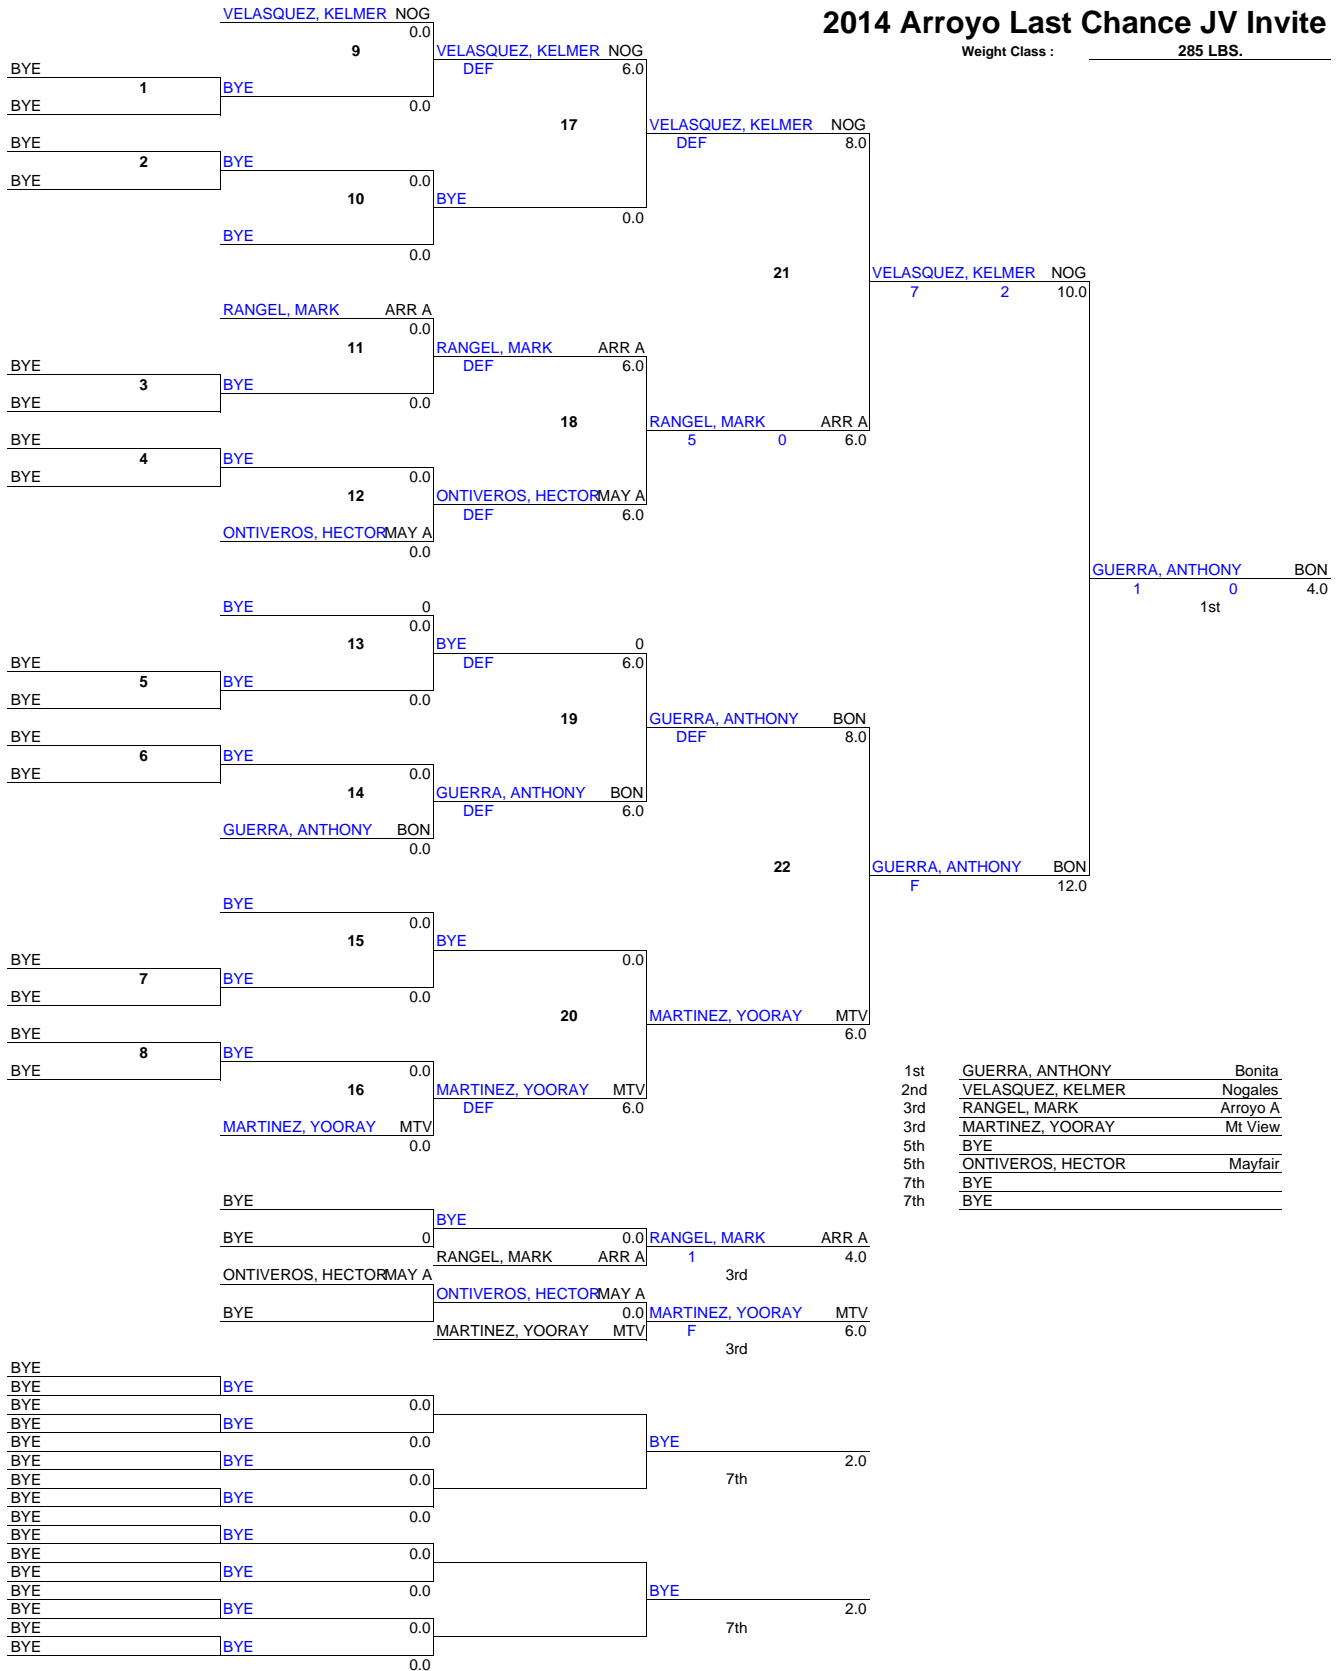 VELASQUEZ, KELMER NOG
2014 Arroyo Last Chance JV Invite
0.0
9
VELASQUEZ, KELMER NOG
Weight Class : 285 LBS.
BYE
DEF 6.0
1
BYE
BYE
0.0
17
VELASQUEZ, KELMER NOG
BYE
DEF 8.0
2
BYE
BYE
0.0
10
BYE
0.0
BYE
0.0
21
VELASQUEZ, KELMER NOG
7 2 10.0
RANGEL, MARK ARR A
0.0
11
RANGEL, MARK ARR A
BYE
DEF 6.0
3
BYE
BYE
0.0
18
RANGEL, MARK ARR A
BYE
5 0 6.0
4
BYE
BYE
0.0
12
ONTIVEROS, HECTOR MAY A
DEF 6.0
ONTIVEROS, HECTOR MAY A
0.0
GUERRA, ANTHONY BON
1 0 4.0
1st
BYE 0
0.0
13
BYE 0
BYE
DEF 6.0
5
BYE
BYE
0.0
19
GUERRA, ANTHONY BON
BYE
DEF 8.0
6
BYE
BYE
0.0
14
GUERRA, ANTHONY BON
DEF 6.0
GUERRA, ANTHONY BON
0.0
22
GUERRA, ANTHONY BON
F 12.0
BYE
0.0
15
BYE
BYE
0.0
7
BYE
BYE
0.0
20
MARTINEZ, YOORAY MTV
BYE
6.0
8
BYE
BYE
0.0
16
MARTINEZ, YOORAY MTV
DEF 6.0
MARTINEZ, YOORAY MTV
0.0
1st GUERRA, ANTHONY Bonita
2nd VELASQUEZ, KELMER Nogales
3rd RANGEL, MARK Arroyo A
3rd MARTINEZ, YOORAY Mt View
5th BYE
5th ONTIVEROS, HECTOR Mayfair
7th BYE
7th BYE
BYE
BYE
BYE 0
0.0
RANGEL, MARK ARR A
RANGEL, MARK ARR A
1 4.0
ONTIVEROS, HECTOR MAY A
3rd
ONTIVEROS, HECTOR MAY A
BYE
0.0
MARTINEZ, YOORAY MTV
MARTINEZ, YOORAY MTV
F 6.0
3rd
BYE
BYE
BYE
BYE
0.0
BYE
BYE
BYE
0.0
BYE
BYE
BYE
2.0
BYE
0.0
7th
BYE
BYE
BYE
0.0
BYE
BYE
BYE
0.0
BYE
BYE
BYE
0.0
BYE
BYE
BYE
2.0
BYE
0.0
7th
BYE
BYE
0.0